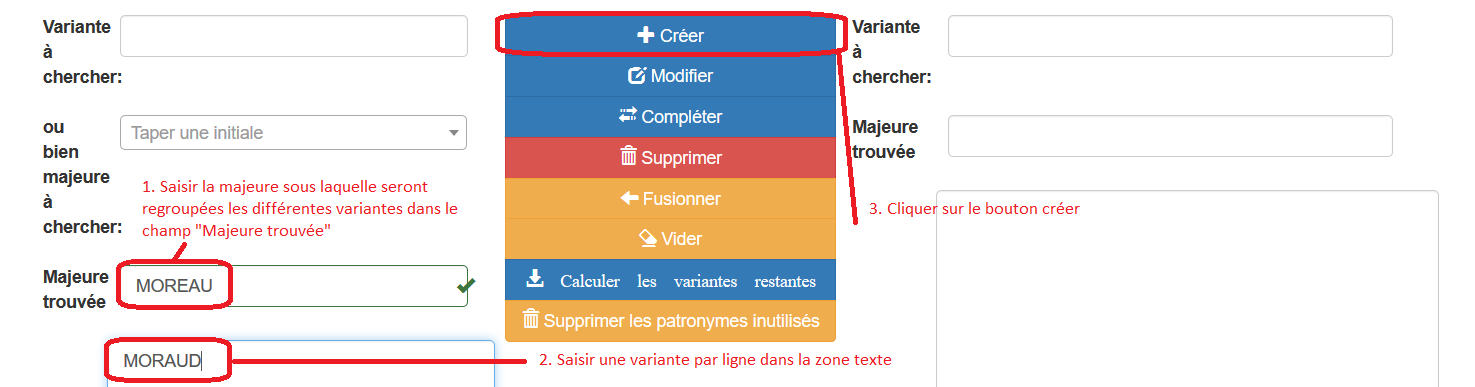 Variante
à
chercher:
ou
bien
majeure
à
chercher:
Taper une initiale
1. Saisir la majeure sous laquelle seront
regroupées les différentes variantes dans le
champ "Majeure trouvée"
Majeure
trouvée
MOREAU
MORAUD
Créer
Modifier
Compléter
Supprimer
Fusionner
Vider
Calculer les variantes restantes
Supprimer les patronymes inutilisés
2. Saisir une variante par ligne dans la zone texte
Variante
à
chercher:
Majeure
trouvée
3. Cliquer sur le bouton créer